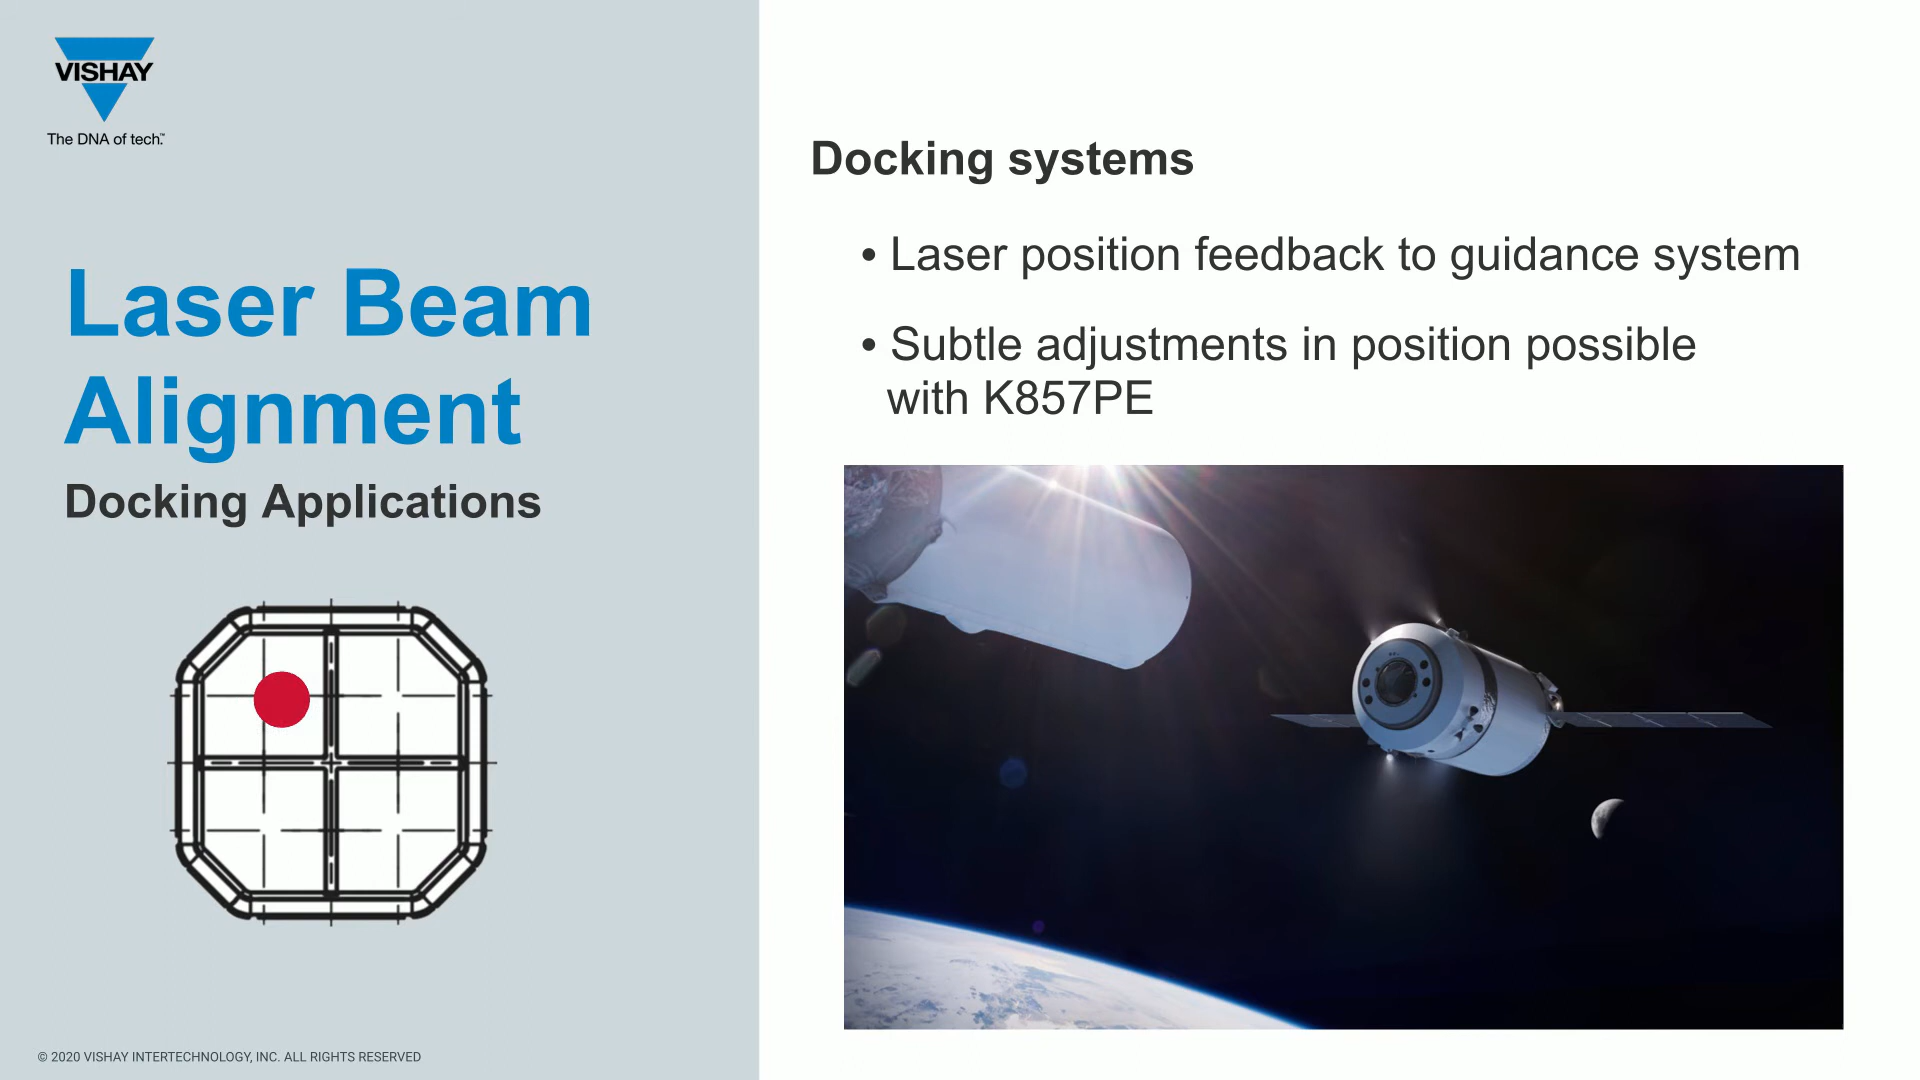 VISHAY
The DNA of tech.™
Laser Beam
Alignment
Docking Applications
© 2020 VISHAY INTERTECHNOLOGY, INC. ALL RIGHTS RESERVED
Docking systems
• Laser position feedback to guidance system
• Subtle adjustments in position possible
with K857PE